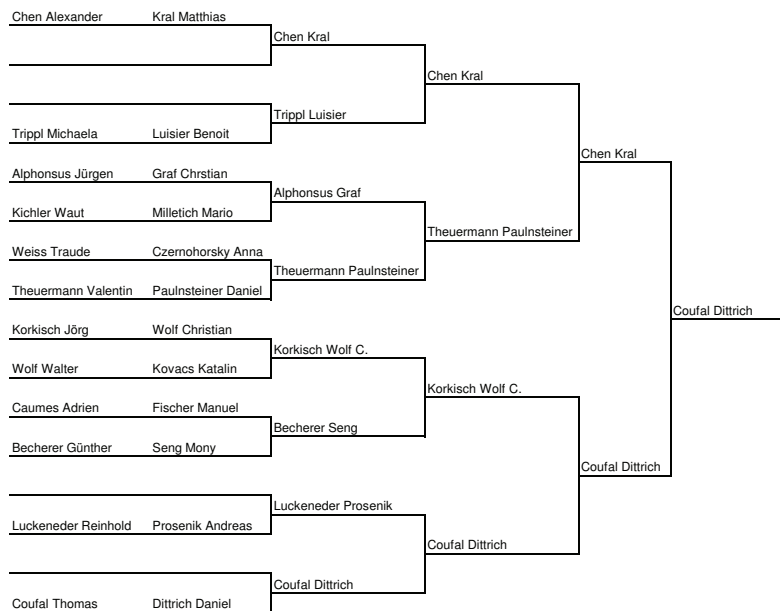 Chen Alexander Kral Matthias
Chen Kral
Chen Kral
Trippl Luisier
Trippl Michaela Luisier Benoit
Chen Kral
Alphonsus Jürgen Graf Chrstian
Alphonsus Graf
Kichler Waut Milletich Mario
Theuermann Paulnsteiner
Weiss Traude Czernohorsky Anna
Theuermann Paulnsteiner
Theuermann Valentin Paulnsteiner Daniel
Coufal Dittrich
Korkisch Jörg Wolf Christian
Korkisch Wolf C.
Wolf Walter Kovacs Katalin
Korkisch Wolf C.
Caumes Adrien Fischer Manuel
Becherer Seng
Becherer Günther Seng Mony
Coufal Dittrich
Luckeneder Prosenik
Luckeneder Reinhold Prosenik Andreas
Coufal Dittrich
Coufal Dittrich
Coufal Thomas Dittrich Daniel